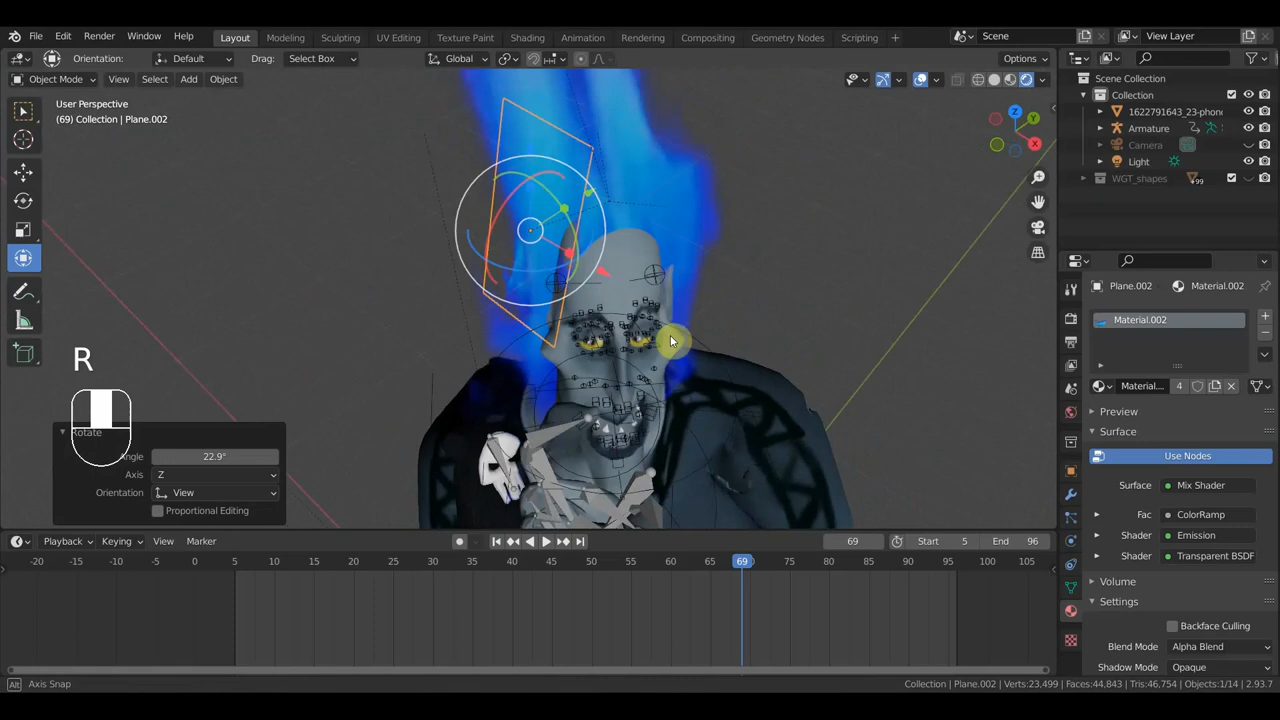 File Edit Render Window Help Layout Modeling Sculpting UV Editing Texture Paint Shading Animation Rendering Compositing Geometry Nodes Scripting + Scene View Layer
Orientation: Default Drag: Select Box Global Options
Object Mode View Select Add Object
Scene Collection
Collection
1622791643_23-phon
Armature
Camera
Light
WGT_shapes 99
User Perspective
(69) Collection | Plane.002
Z
Y
X
R
Rotate
Angle 22.9°
Axis Z
Orientation View
Proportional Editing
Plane.002 Material.002
Material.002
Material.... 4
Preview
Surface
Use Nodes
Surface Mix Shader
Fac ColorRamp
Shader Emission
Shader Transparent BSDF
Volume
Settings
Backface Culling
Blend Mode Alpha Blend
Shadow Mode Opaque
Playback Keying View Marker 69 Start 5 End 96
-20 -15 -10 -5 0 5 10 15 20 25 30 35 40 45 50 55 60 65 69 75 80 85 90 95 100 105
Alt Axis Snap
Collection | Plane.002 | Verts:23,499 | Faces:44,843 | Tris:46,754 | Objects:1/14 | 2.93.7